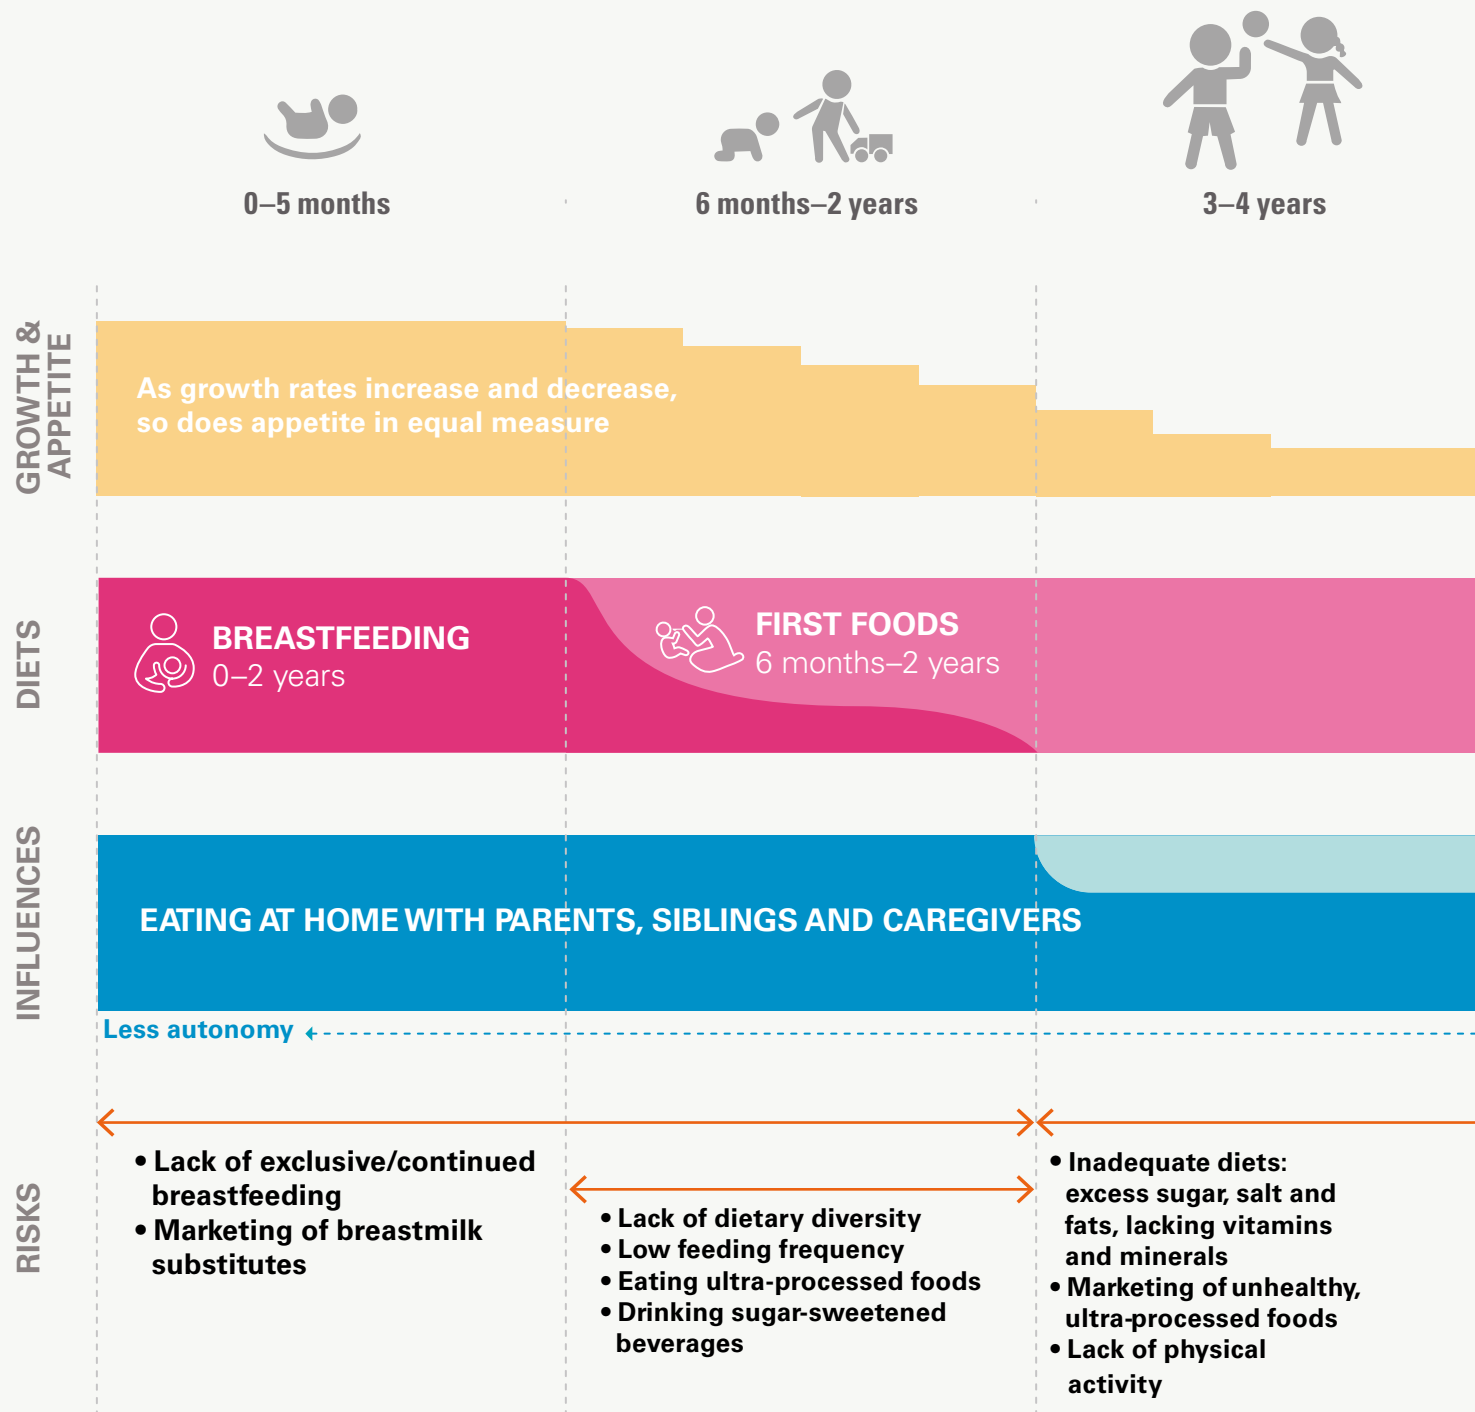 0–5 months
6 months–2 years
3–4 years
GROWTH &
APPETITE
As growth rates increase and decrease,
so does appetite in equal measure
DIETS
BREASTFEEDING
0–2 years
FIRST FOODS
6 months–2 years
INFLUENCES
EATING AT HOME WITH PARENTS, SIBLINGS AND CAREGIVERS
Less autonomy
RISKS
• Lack of exclusive/continued
breastfeeding
• Marketing of breastmilk
substitutes
• Lack of dietary diversity
• Low feeding frequency
• Eating ultra-processed foods
• Drinking sugar-sweetened
beverages
• Inadequate diets:
excess sugar, salt and
fats, lacking vitamins
and minerals
• Marketing of unhealthy,
ultra-processed foods
• Lack of physical
activity